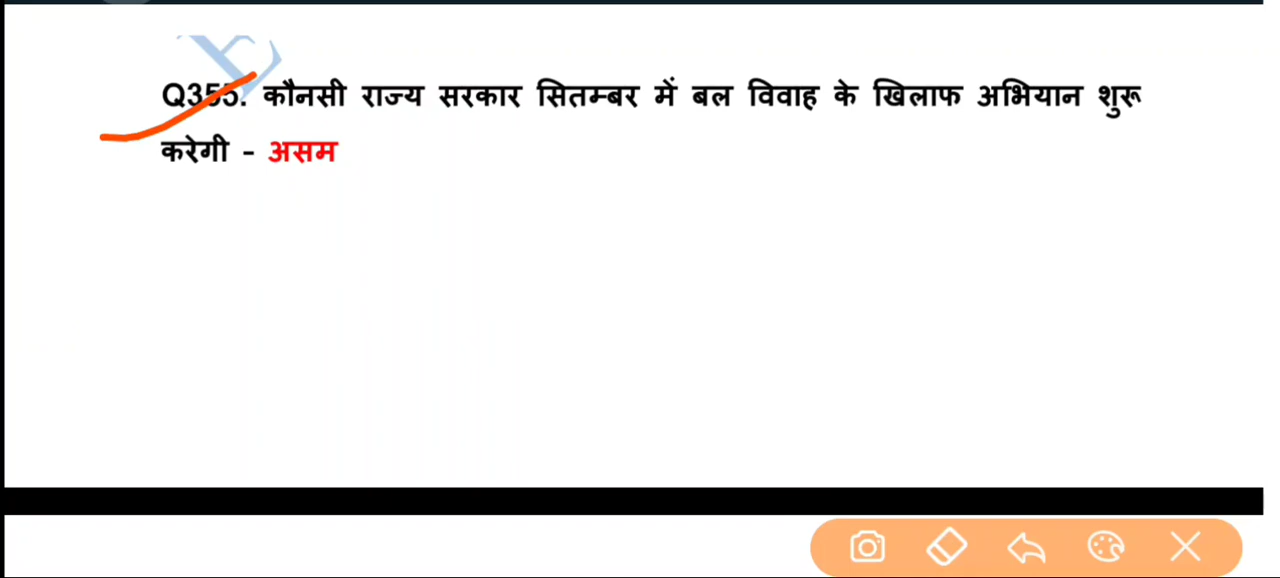 Q355. कौनसी राज्य सरकार सितम्बर में बल विवाह के खिलाफ अभियान शुरू
करेगी - असम